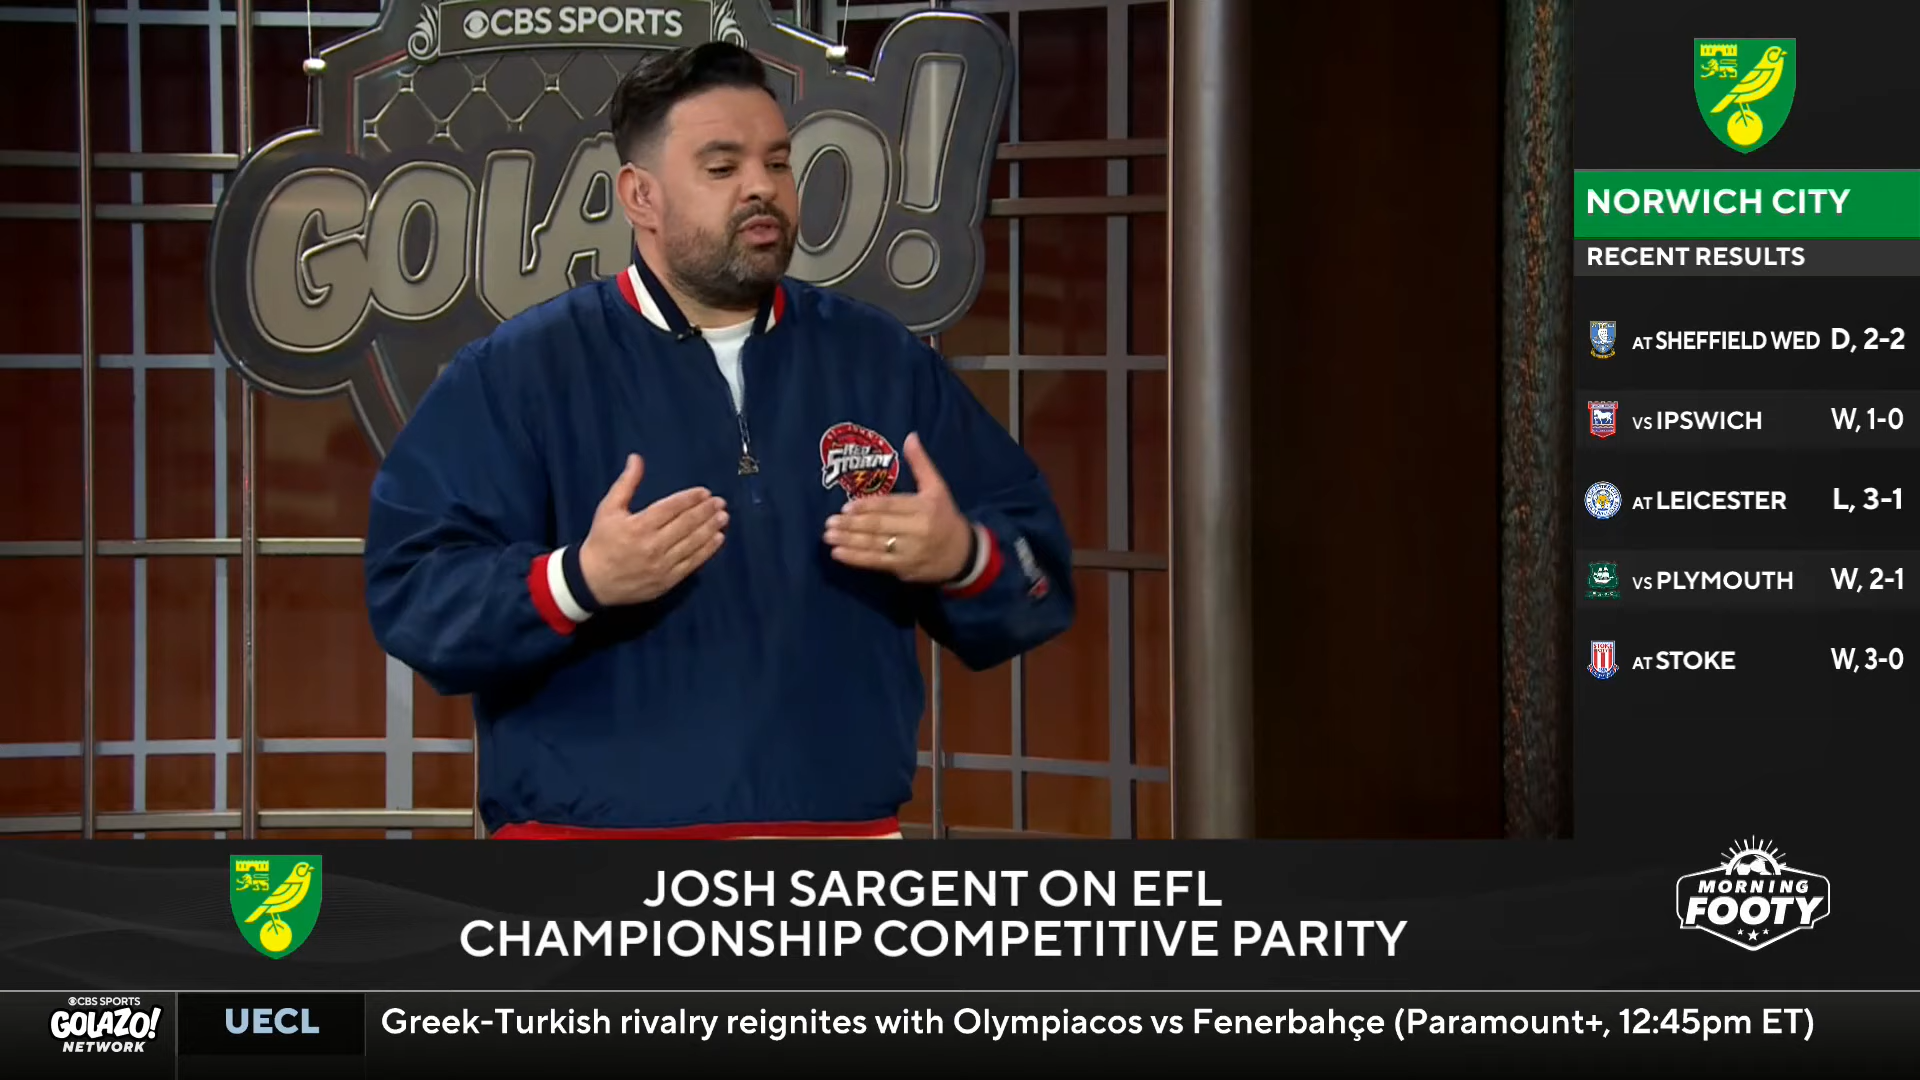 CBS SPORTS
GOLAZO!
RED
STORM
NORWICH CITY
RECENT RESULTS
AT SHEFFIELD WED D, 2-2
VS IPSWICH W, 1-0
AT LEICESTER L, 3-1
VS PLYMOUTH W, 2-1
AT STOKE W, 3-0
JOSH SARGENT ON EFL
CHAMPIONSHIP COMPETITIVE PARITY
MORNING
FOOTY
CBS SPORTS
GOLAZO!
NETWORK
UECL
Greek-Turkish rivalry reignites with Olympiacos vs Fenerbahçe (Paramount+, 12:45pm ET)